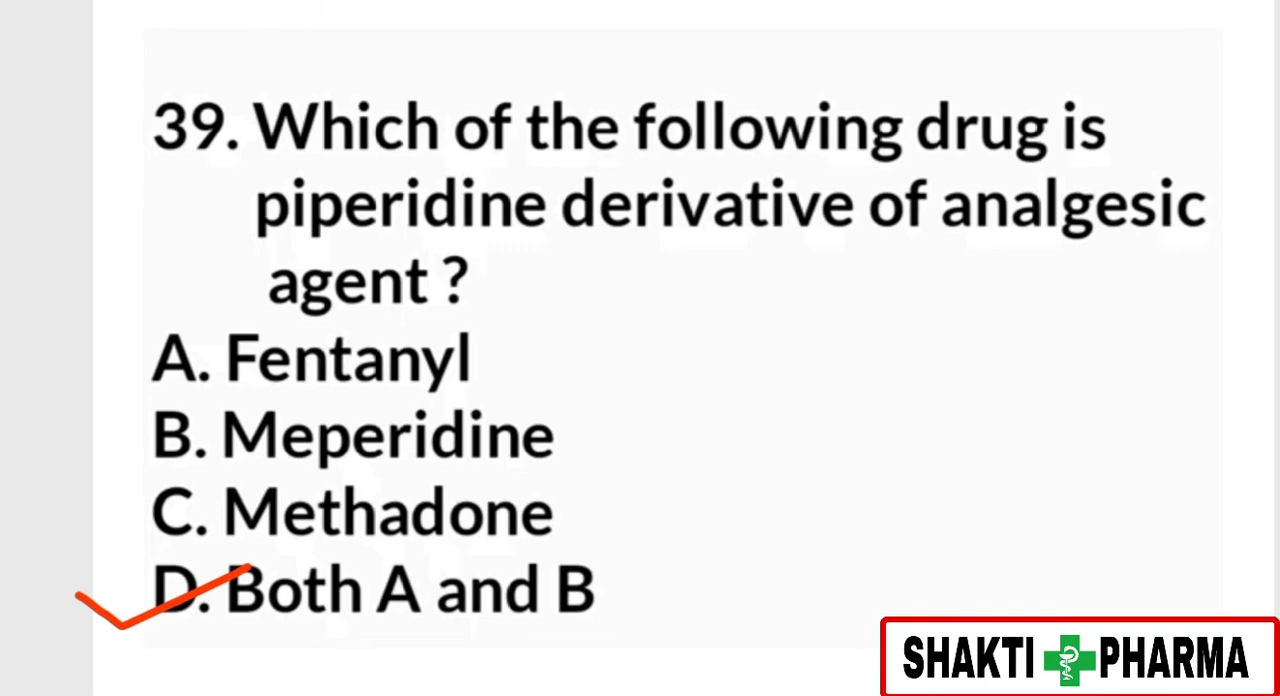 39. Which of the following drug is
piperidine derivative of analgesic
agent ?
A. Fentanyl
B. Meperidine
C. Methadone
D. Both A and B
SHAKTI PHARMA